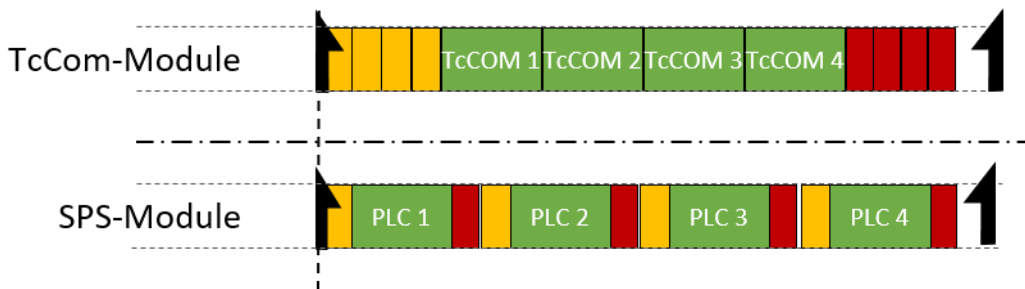 TcCom-Module
TcCOM 1 TcCOM 2 TcCOM 3 TcCOM 4
SPS-Module
PLC 1 PLC 2 PLC 3 PLC 4